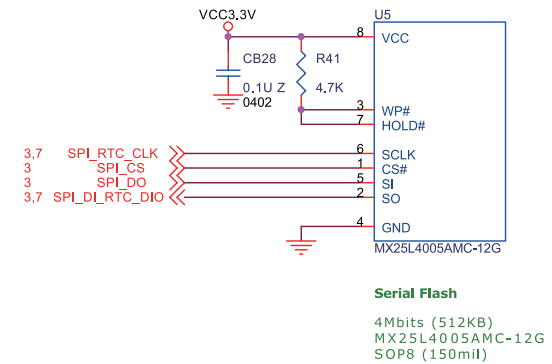 VCC3.3V
U5
8 VCC
CB28
R41
0.1U Z
4.7K
0402
3 WP#
7 HOLD#
3,7 SPI_RTC_CLK 6 SCLK
3 SPI_CS 1 CS#
3 SPI_DO 5 SI
3,7 SPI_DI_RTC_DIO 2 SO
4 GND
MX25L4005AMC-12G
Serial Flash
4Mbits (512KB)
MX25L4005AMC-12G
SOP8 (150mil)